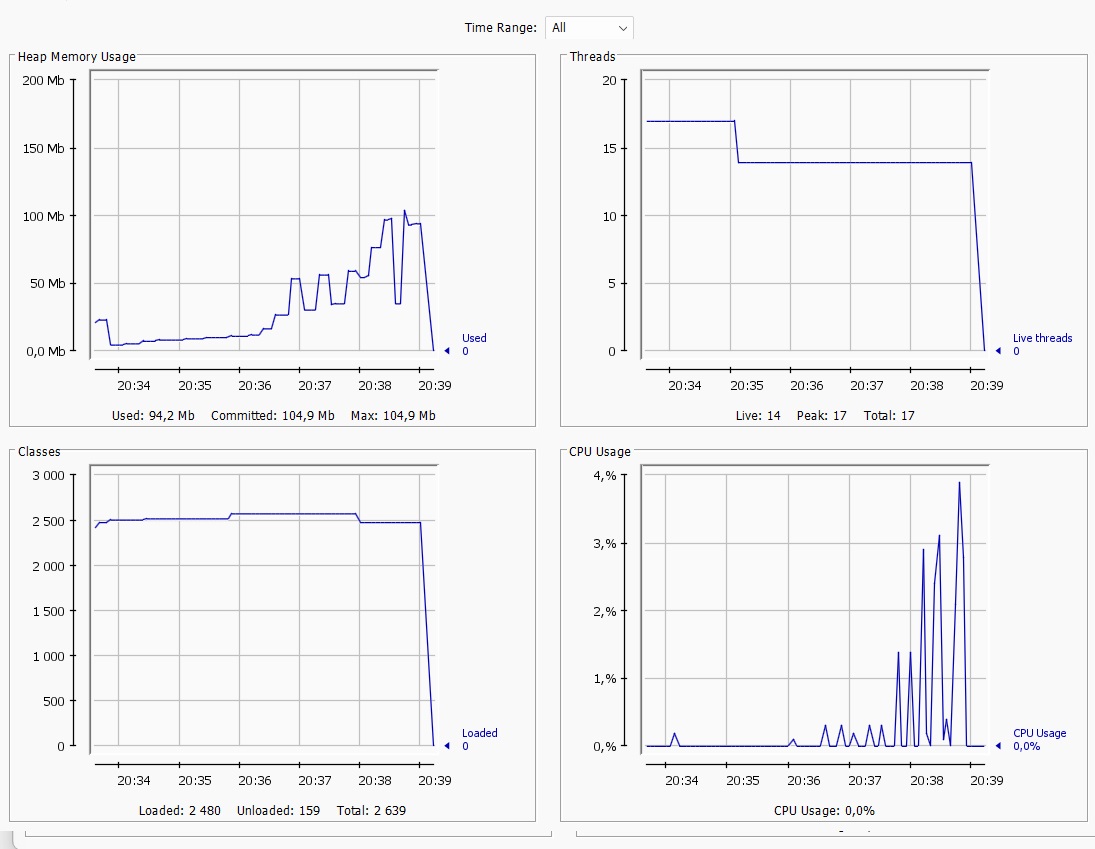 Time Range: All
Heap Memory Usage
200 Mb
150 Mb
100 Mb
50 Mb
0,0 Mb
Used
0
20:34 20:35 20:36 20:37 20:38 20:39
Used: 94,2 Mb Committed: 104,9 Mb Max: 104,9 Mb
Threads
20
15
10
5
0
Live threads
0
20:34 20:35 20:36 20:37 20:38 20:39
Live: 14 Peak: 17 Total: 17
Classes
3 000
2 500
2 000
1 500
1 000
500
0
Loaded
0
20:34 20:35 20:36 20:37 20:38 20:39
Loaded: 2 480 Unloaded: 159 Total: 2 639
CPU Usage
4,%
3,%
2,%
1,%
0,%
CPU Usage
0,0%
20:34 20:35 20:36 20:37 20:38 20:39
CPU Usage: 0,0%